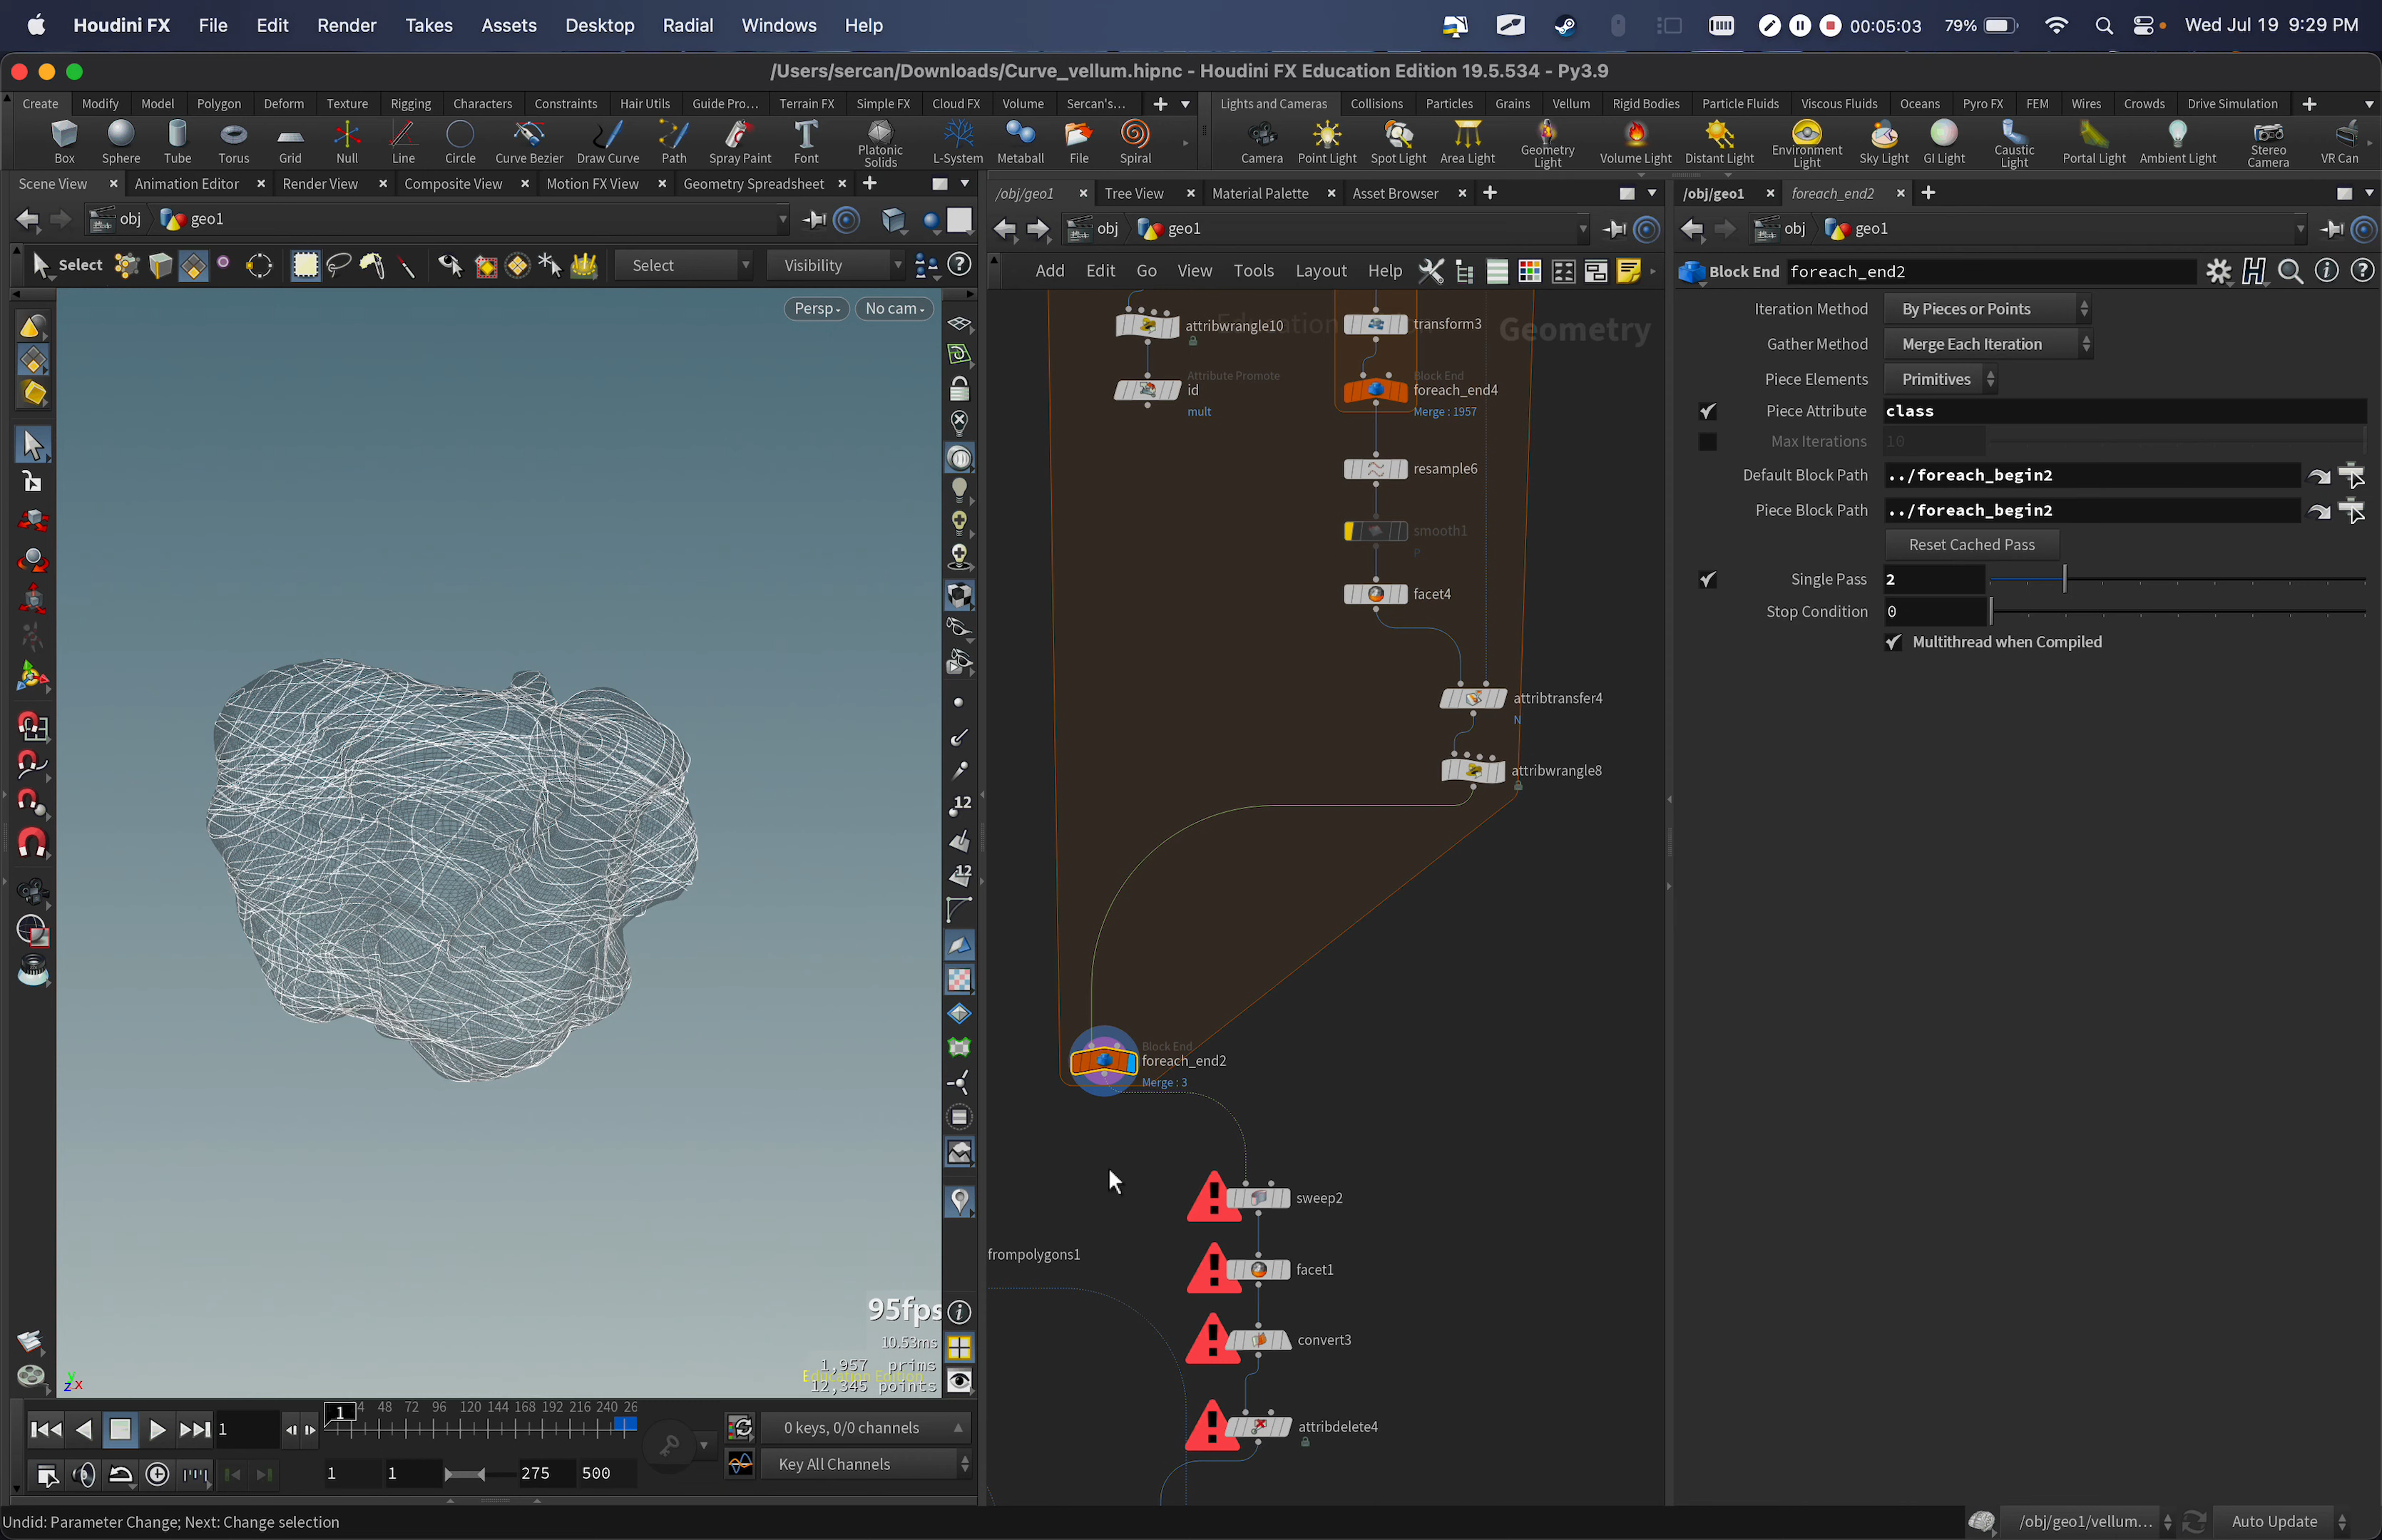 Houdini FX File Edit Render Takes Assets Desktop Radial Windows Help 00:05:03 79% Wed Jul 19 9:29 PM
/Users/sercan/Downloads/Curve_vellum.hipnc - Houdini FX Education Edition 19.5.534 - Py3.9
Create Modify Model Polygon Deform Texture Rigging Characters Constraints Hair Utils Guide Pro... Terrain FX Simple FX Cloud FX Volume Sercan's...
Lights and Cameras Collisions Particles Grains Vellum Rigid Bodies Particle Fluids Viscous Fluids Oceans Pyro FX FEM Wires Crowds Drive Simulation
Box Sphere Tube Torus Grid Null Line Circle Curve Bezier Draw Curve Path Spray Paint Font Platonic Solids L-System Metaball File Spiral
Camera Point Light Spot Light Area Light Geometry Light Volume Light Distant Light Environment Light Sky Light GI Light Caustic Light Portal Light Ambient Light Stereo Camera VR Can
Scene View Animation Editor Render View Composite View Motion FX View Geometry Spreadsheet
obj geo1
Select Select Visibility
Persp No cam
12
12
95fps
10.53ms
1,957 prims
Education Edition
12,345 points
z y x
1 1 4 48 72 96 120 144 168 192 216 240 26
0 keys, 0/0 channels
1 1 275 500 Key All Channels
Undid: Parameter Change; Next: Change selection
/obj/geo1 Tree View Material Palette Asset Browser
obj geo1
Add Edit Go View Tools Layout Help
Education
Geometry
attribwrangle10
transform3
Attribute Promote
id
mult
Block End
foreach_end4
Merge : 1957
resample6
smooth1
P
facet4
attribtransfer4
N
attribwrangle8
Block End
foreach_end2
Merge : 3
sweep2
frompolygons1
facet1
convert3
attribdelete4
/obj/geo1 foreach_end2
obj geo1
Block End foreach_end2
Iteration Method By Pieces or Points
Gather Method Merge Each Iteration
Piece Elements Primitives
Piece Attribute class
Max Iterations 10
Default Block Path ../foreach_begin2
Piece Block Path ../foreach_begin2
Reset Cached Pass
Single Pass 2
Stop Condition 0
Multithread when Compiled
/obj/geo1/vellum... Auto Update